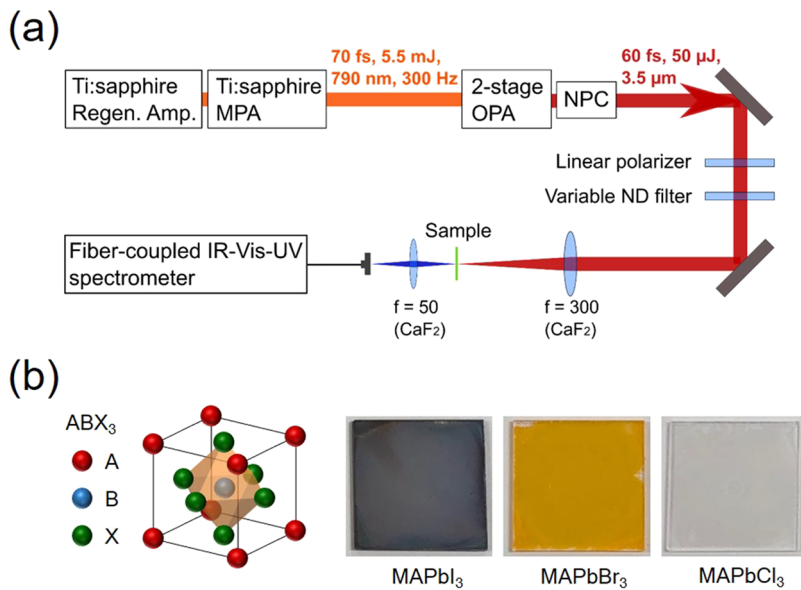 (a)
Ti:sapphire
Regen. Amp.
Ti:sapphire
MPA
70 fs, 5.5 mJ,
790 nm, 300 Hz
2-stage
OPA
NPC
60 fs, 50 µJ,
3.5 µm
Linear polarizer
Variable ND filter
Sample
Fiber-coupled IR-Vis-UV
spectrometer
f = 50
(CaF₂)
f = 300
(CaF₂)
(b)
ABX₃
A
B
X
MAPbI₃
MAPbBr₃
MAPbCl₃